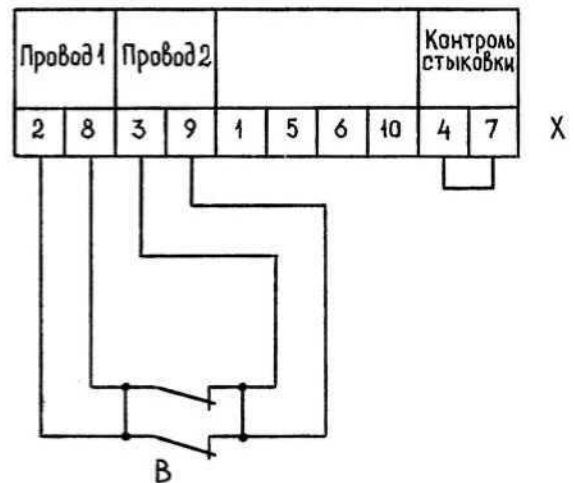 Провод 1 Провод 2 Контроль
стыковки
2 8 3 9 1 5 6 10 4 7 X
В